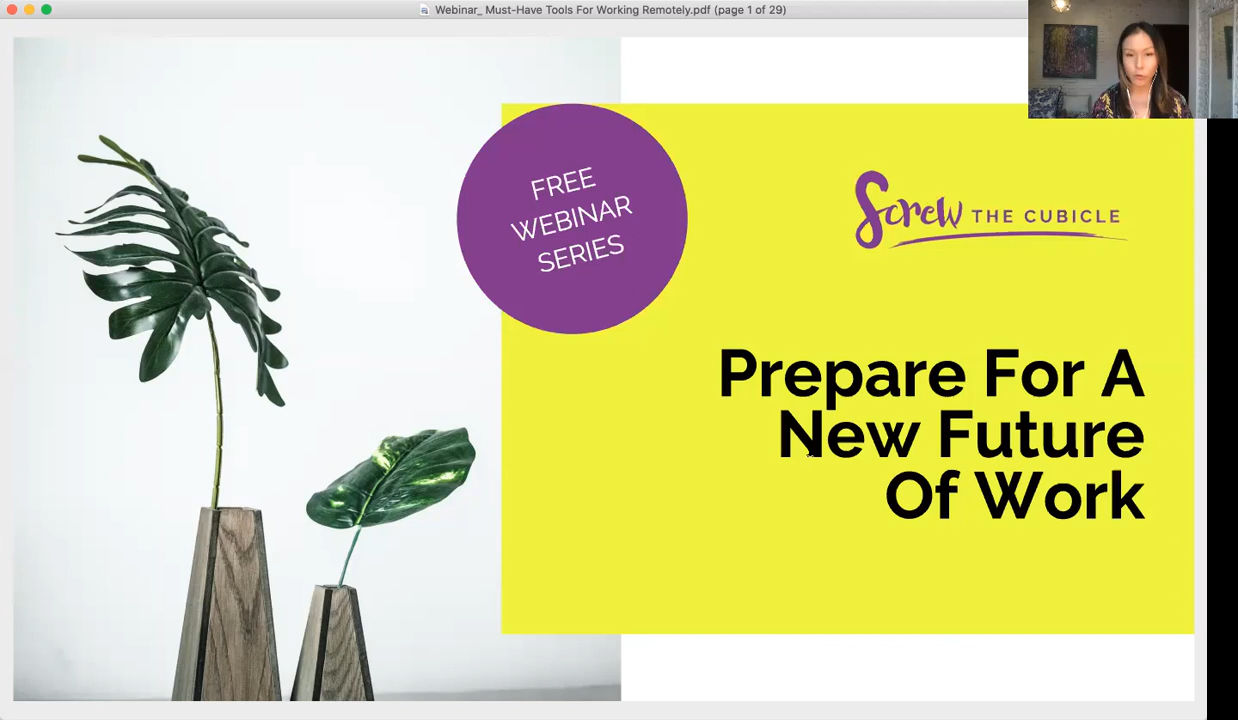 Webinar_ Must-Have Tools For Working Remotely.pdf (page 1 of 29)
FREE
WEBINAR
SERIES
Screw THE CUBICLE
Prepare For A
New Future
Of Work